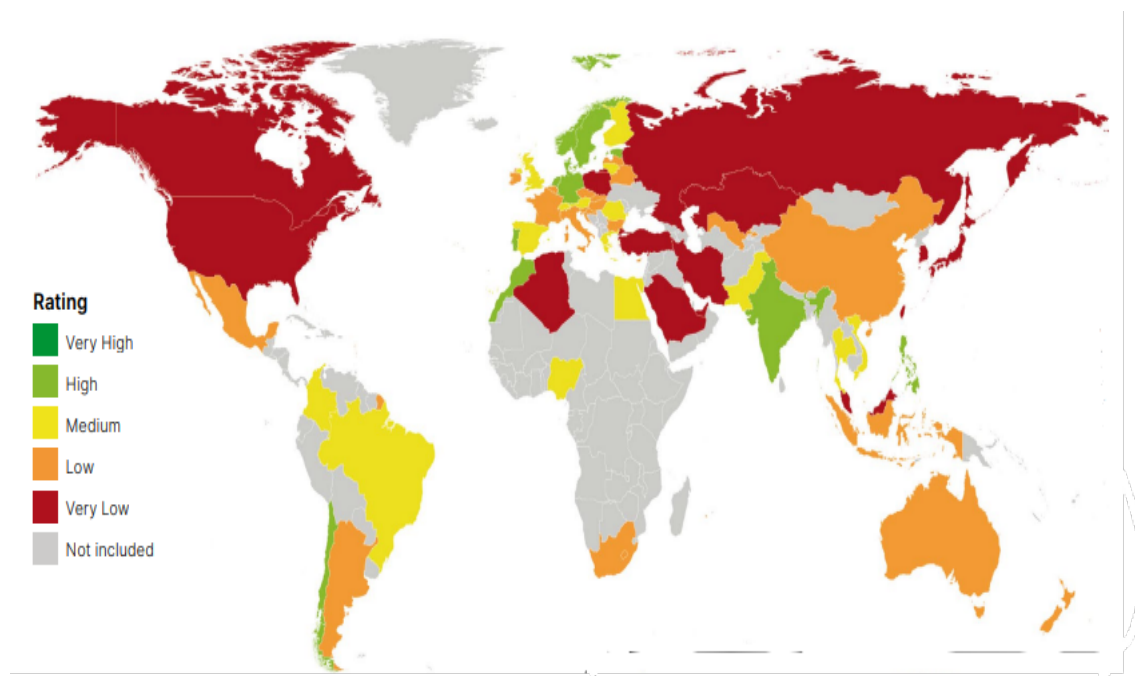 Rating
Very High
High
Medium
Low
Very Low
Not included